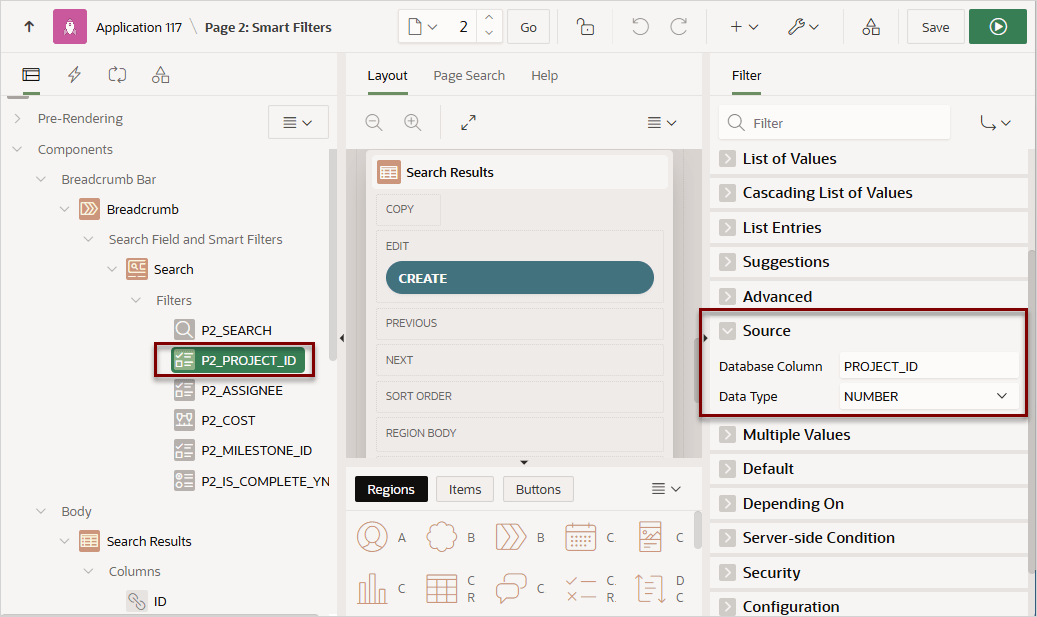 Application 117 \ Page 2: Smart Filters
2
Go
Save
Pre-Rendering
Components
Breadcrumb Bar
Breadcrumb
Search Field and Smart Filters
Search
Filters
P2_SEARCH
P2_PROJECT_ID
P2_ASSIGNEE
P2_COST
P2_MILESTONE_ID
P2_IS_COMPLETE_YN
Body
Search Results
Columns
ID
Layout Page Search Help
Search Results
COPY
EDIT
CREATE
PREVIOUS
NEXT
SORT ORDER
REGION BODY
Regions Items Buttons
A B B C. C
C C R C C. R. D C
Filter
Filter
List of Values
Cascading List of Values
List Entries
Suggestions
Advanced
Source
Database Column PROJECT_ID
Data Type NUMBER
Multiple Values
Default
Depending On
Server-side Condition
Security
Configuration